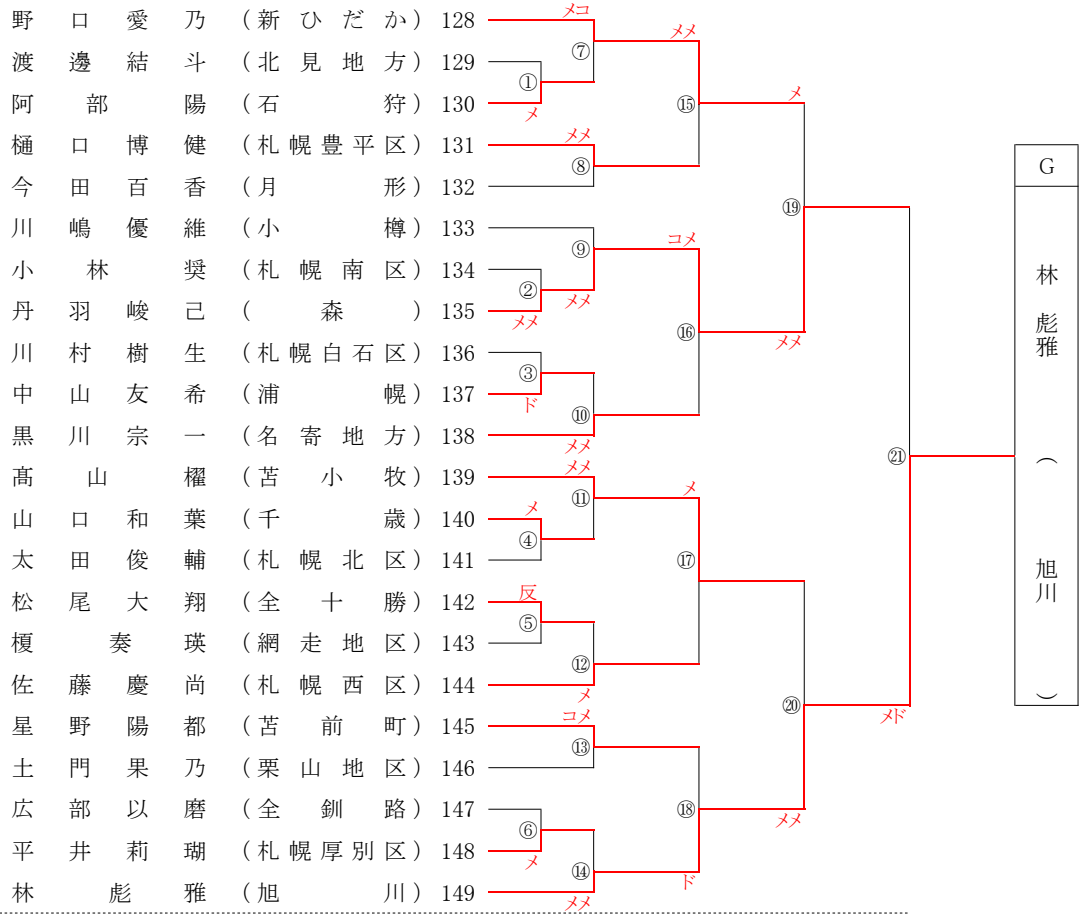 野口愛乃 (新ひだか) 128
渡邊結斗 (北見地方) 129
阿部陽 (石狩) 130
樋口博健 (札幌豊平区) 131
今田百香 (月形) 132
川嶋優維 (小樽) 133
小林奨 (札幌南区) 134
丹羽峻己 (森) 135
川村樹生 (札幌白石区) 136
中山友希 (浦幌) 137
黒川宗一 (名寄地方) 138
髙山櫂 (苫小牧) 139
山口和葉 (千歳) 140
太田俊輔 (札幌北区) 141
松尾大翔 (全十勝) 142
榎奏瑛 (網走地区) 143
佐藤慶尚 (札幌西区) 144
星野陽都 (苫前町) 145
土門果乃 (栗山地区) 146
広部以磨 (全釧路) 147
平井莉瑚 (札幌厚別区) 148
林彪雅 (旭川) 149
① メ
② メメ
③ ド
④ メ
⑤ 反
⑥ メ
⑦ メコ
⑧ メメ
⑨ メメ
⑩ メメ
⑪ メメ
⑫ メ
⑬ コメ
⑭ メメ
⑮ メメ
⑯ コメ
⑰ メ
⑱ ド
⑲ メ メメ
⑳ メメ
㉑ メド
G
林 彪雅 (旭川)